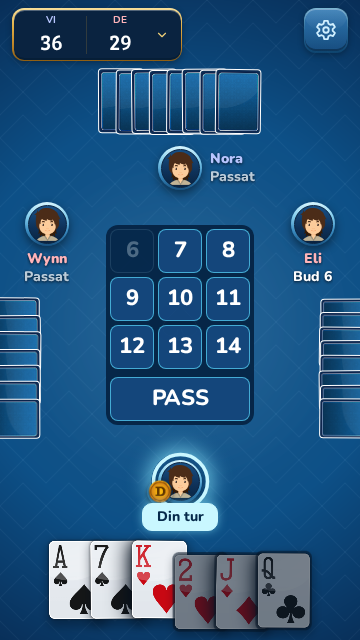 VI DE
36 29
Nora
Passat
Wynn
Passat
Eli
Bud 6
6 7 8
9 10 11
12 13 14
PASS
D
Din tur
A 7 K 2 J Q